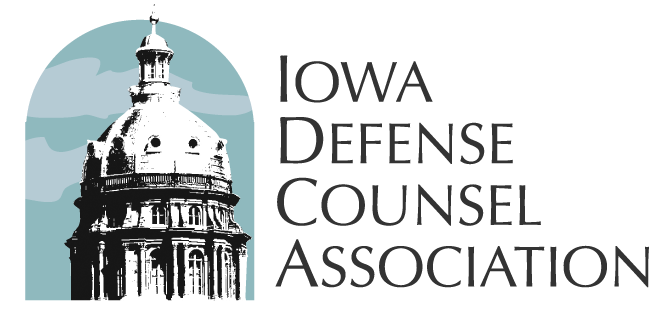 IOWA
DEFENSE
COUNSEL
ASSOCIATION